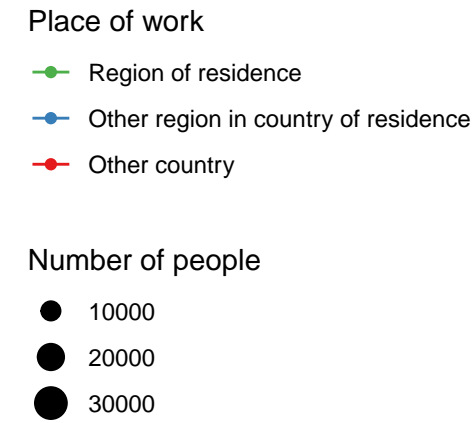 Place of work
Region of residence
Other region in country of residence
Other country
Number of people
10000
20000
30000